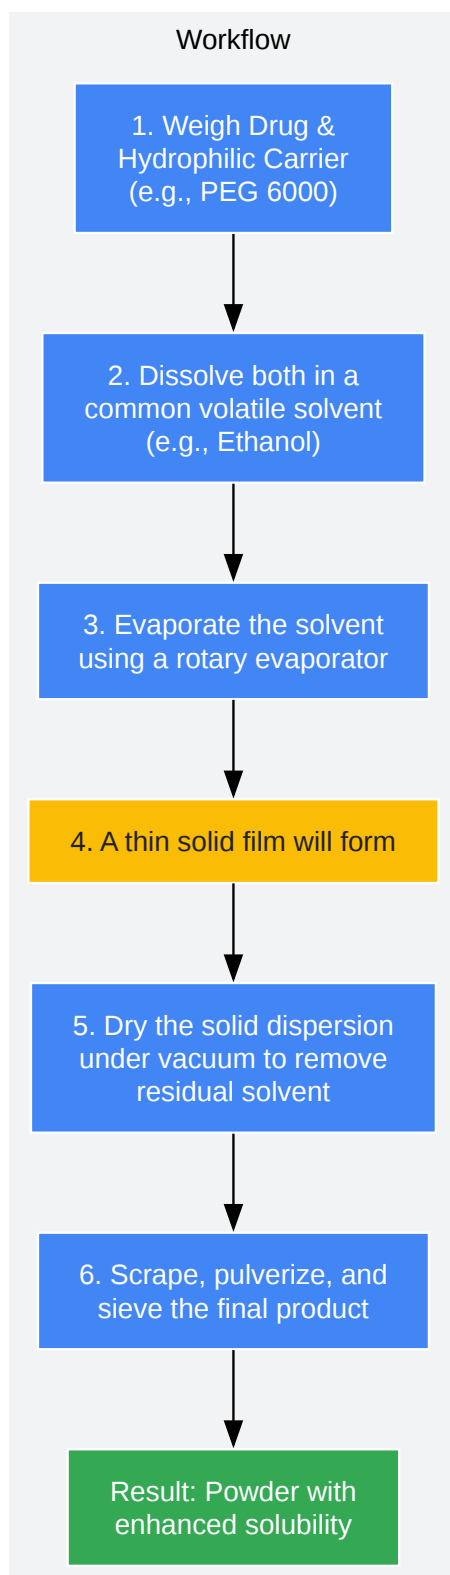 Workflow
1. Weigh Drug &
Hydrophilic Carrier
(e.g., PEG 6000)
2. Dissolve both in a
common volatile solvent
(e.g., Ethanol)
3. Evaporate the solvent
using a rotary evaporator
4. A thin solid film will form
5. Dry the solid dispersion
under vacuum to remove
residual solvent
6. Scrape, pulverize, and
sieve the final product
Result: Powder with
enhanced solubility